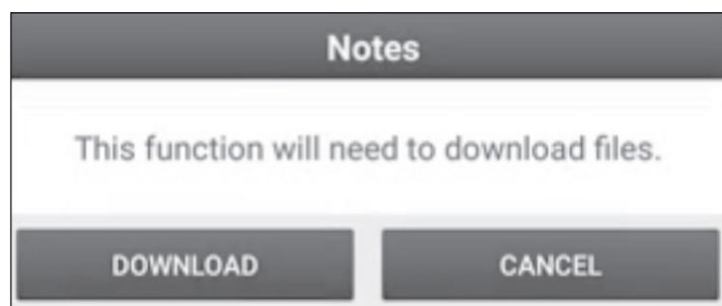 Notes
This function will need to download files.
DOWNLOAD
CANCEL